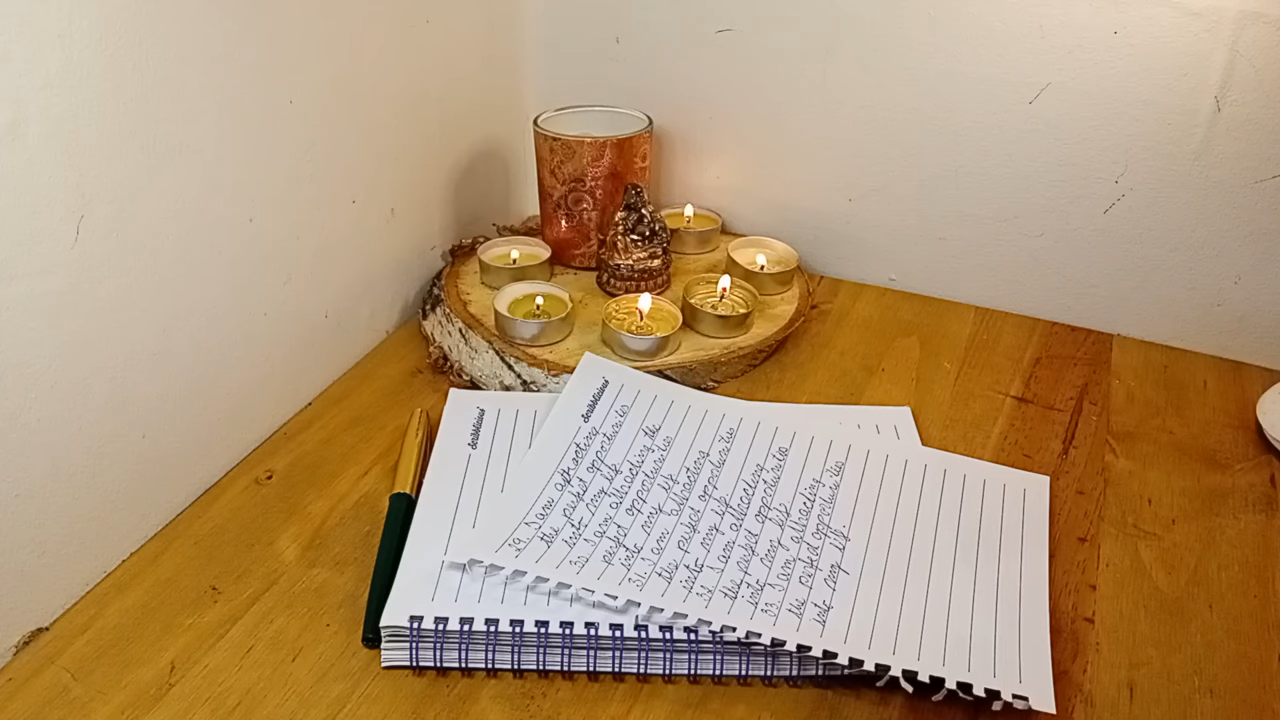 Scribblicious
Scribblicious
29. I am attracting
the perfect opportunities
into my life
30. I am attracting the
perfect opportunities
into my life
31. I am attracting
the perfect opportunities
into my life
32. I am attracting
the perfect opportunities
into my life
33. I am attracting
the perfect opportunities
into my life.